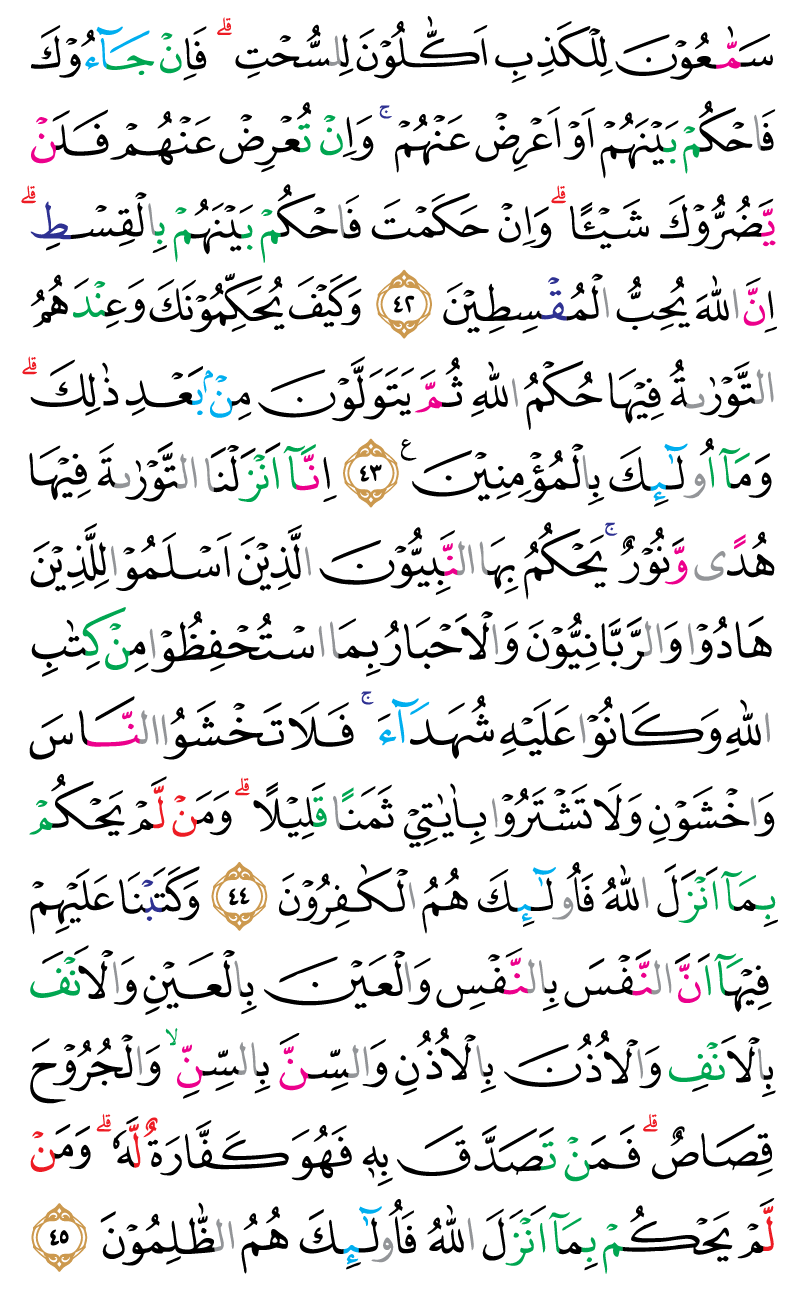 سَمّٰعُوْنَ لِلْكَذِبِ اَكّٰلُوْنَ لِلسُّحْتِۗ فَاِنْ جَاۤءُوْكَ
فَاحْكُمْ بَيْنَهُمْ اَوْ اَعْرِضْ عَنْهُمْ ۚوَاِنْ تُعْرِضْ عَنْهُمْ فَلَنْ
يَّضُرُّوْكَ شَيْـًٔا ۗ وَاِنْ حَكَمْتَ فَاحْكُمْ بَيْنَهُمْ بِالْقِسْطِۗ
اِنَّ اللّٰهَ يُحِبُّ الْمُقْسِطِيْنَ ٤٢ وَكَيْفَ يُحَكِّمُوْنَكَ وَعِنْدَهُمُ
التَّوْرٰىةُ فِيْهَا حُكْمُ اللّٰهِ ثُمَّ يَتَوَلَّوْنَ مِنْۢ بَعْدِ ذٰلِكَ ۗ
وَمَآ اُولٰۤىِٕكَ بِالْمُؤْمِنِيْنَ ࣖ ٤٣ اِنَّآ اَنْزَلْنَا التَّوْرٰىةَ فِيْهَا
هُدًى وَّنُوْرٌۚ يَحْكُمُ بِهَا النَّبِيُّوْنَ الَّذِيْنَ اَسْلَمُوْا لِلَّذِيْنَ
هَادُوْا وَالرَّبَّانِيُّوْنَ وَالْاَحْبَارُ بِمَا اسْتُحْفِظُوْا مِنْ كِتٰبِ
اللّٰهِ وَكَانُوْا عَلَيْهِ شُهَدَاۤءَۚ فَلَا تَخْشَوُا النَّاسَ
وَاخْشَوْنِ وَلَا تَشْتَرُوْا بِاٰيٰتِيْ ثَمَنًا قَلِيْلًا ۗوَمَنْ لَّمْ يَحْكُمْ
بِمَآ اَنْزَلَ اللّٰهُ فَاُولٰۤىِٕكَ هُمُ الْكٰفِرُوْنَ ٤٤ وَكَتَبْنَا عَلَيْهِمْ
فِيْهَآ اَنَّ النَّفْسَ بِالنَّفْسِ وَالْعَيْنَ بِالْعَيْنِ وَالْاَنْفَ
بِالْاَنْفِ وَالْاُذُنَ بِالْاُذُنِ وَالسِّنَّ بِالسِّنِّۙ وَالْجُرُوْحَ
قِصَاصٌۗ فَمَنْ تَصَدَّقَ بِهٖ فَهُوَ كَفَّارَةٌ لَّهٗ ۗوَمَنْ
لَّمْ يَحْكُمْ بِمَآ اَنْزَلَ اللّٰهُ فَاُولٰۤىِٕكَ هُمُ الظّٰلِمُوْنَ ٤٥